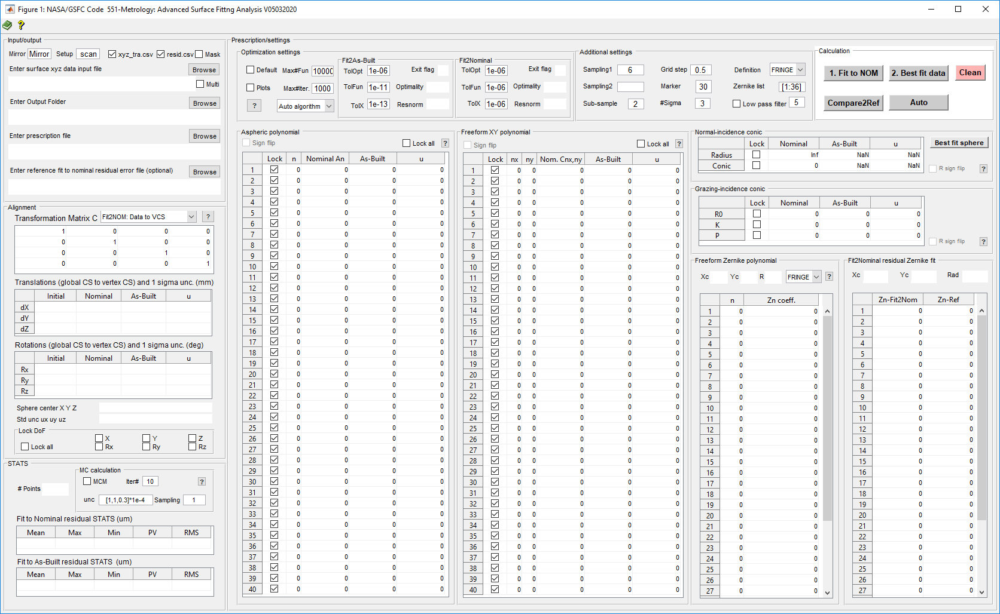 Figure 1: NASA/GSFC Code  551-Metrology: Advanced Surface Fittng Analysis V05032020
Input/output
Mirror Mirror Setup scan xyz_tra.csv resid.csv Mask
Enter surface xyz data input file Browse
Multi
Enter Output Folder Browse
Enter prescription file Browse
Enter reference fit to nominal residual error file (optional) Browse
Alignment
Transformation Matrix C Fit2NOM: Data to VCS ?
1 0 0 0
0 1 0 0
0 0 1 0
0 0 0 1
Translations (global CS to vertex CS) and 1 sigma unc. (mm)
Initial Nominal As-Built u
dX
dY
dZ
Rotations (global CS to vertex CS) and 1 sigma unc. (deg)
Initial Nominal As-Built u
Rx
Ry
Rz
Sphere center X Y Z
Std unc ux uy uz
Lock DoF
X Y Z
Lock all Rx Ry Rz
STATS
MC calculation
MCM Iter# 10 ?
# Points
unc [1,1,0.3]*1e-4 Sampling 1
Fit to Nominal residual STATS (um)
Mean Max Min PV RMS
Fit to As-Built residual STATS  (um)
Mean Max Min PV RMS
Prescription/settings
Optimization settings
Default Max#Fun 10000
Plots Max#Iter. 1000
? Auto algorithm
Fit2As-Built
TolOpt 1e-06 Exit flag
TolFun 1e-11 Optimality
TolX 1e-13 Resnorm
Fit2Nominal
TolOpt 1e-06 Exit flag
TolFun 1e-06 Optimality
TolX 1e-06 Resnorm
Additional settings
Sampling1 6 Grid step 0.5 Definition FRINGE
Sampling2 Marker 30 Zernike list [1:36]
Sub-sample 2 #Sigma 3 Low pass filter 5
Calculation
1. Fit to NOM 2. Best fit data Clean
Compare2Ref Auto
Aspheric polynomial
Sign flip Lock all ?
Lock n Nominal An As-Built u
1 0 0 0 0
2 0 0 0 0
3 0 0 0 0
4 0 0 0 0
5 0 0 0 0
6 0 0 0 0
7 0 0 0 0
8 0 0 0 0
9 0 0 0 0
10 0 0 0 0
11 0 0 0 0
12 0 0 0 0
13 0 0 0 0
14 0 0 0 0
15 0 0 0 0
16 0 0 0 0
17 0 0 0 0
18 0 0 0 0
19 0 0 0 0
20 0 0 0 0
21 0 0 0 0
22 0 0 0 0
23 0 0 0 0
24 0 0 0 0
25 0 0 0 0
26 0 0 0 0
27 0 0 0 0
28 0 0 0 0
29 0 0 0 0
30 0 0 0 0
31 0 0 0 0
32 0 0 0 0
33 0 0 0 0
34 0 0 0 0
35 0 0 0 0
36 0 0 0 0
37 0 0 0 0
38 0 0 0 0
39 0 0 0 0
40 0 0 0 0
Freeform XY polynomial
Sign flip Lock all ?
Lock nx ny Nom. Cnx,ny As-Built u
1 0 0 0 0 0
2 0 0 0 0 0
3 0 0 0 0 0
4 0 0 0 0 0
5 0 0 0 0 0
6 0 0 0 0 0
7 0 0 0 0 0
8 0 0 0 0 0
9 0 0 0 0 0
10 0 0 0 0 0
11 0 0 0 0 0
12 0 0 0 0 0
13 0 0 0 0 0
14 0 0 0 0 0
15 0 0 0 0 0
16 0 0 0 0 0
17 0 0 0 0 0
18 0 0 0 0 0
19 0 0 0 0 0
20 0 0 0 0 0
21 0 0 0 0 0
22 0 0 0 0 0
23 0 0 0 0 0
24 0 0 0 0 0
25 0 0 0 0 0
26 0 0 0 0 0
27 0 0 0 0 0
28 0 0 0 0 0
29 0 0 0 0 0
30 0 0 0 0 0
31 0 0 0 0 0
32 0 0 0 0 0
33 0 0 0 0 0
34 0 0 0 0 0
35 0 0 0 0 0
36 0 0 0 0 0
37 0 0 0 0 0
38 0 0 0 0 0
39 0 0 0 0 0
40 0 0 0 0 0
Normal-incidence conic
Lock Nominal As-Built u Best fit sphere
Radius Inf NaN NaN
Conic 0 NaN NaN R sign flip ?
Grazing-incidence conic
Lock Nominal As-Built u
R0 0 0 0
K 0 0 0
P 0 0 0 R sign flip ?
Freeform Zernike polynomial
Xc Yc R FRINGE ?
n Zn coeff.
1 0 0
2 0 0
3 0 0
4 0 0
5 0 0
6 0 0
7 0 0
8 0 0
9 0 0
10 0 0
11 0 0
12 0 0
13 0 0
14 0 0
15 0 0
16 0 0
17 0 0
18 0 0
19 0 0
20 0 0
21 0 0
22 0 0
23 0 0
24 0 0
25 0 0
26 0 0
27 0 0
Fit2Nominal residual Zernike fit
Xc Yc Rad
Zn-Fit2Nom Zn-Ref
1 0 0
2 0 0
3 0 0
4 0 0
5 0 0
6 0 0
7 0 0
8 0 0
9 0 0
10 0 0
11 0 0
12 0 0
13 0 0
14 0 0
15 0 0
16 0 0
17 0 0
18 0 0
19 0 0
20 0 0
21 0 0
22 0 0
23 0 0
24 0 0
25 0 0
26 0 0
27 0 0